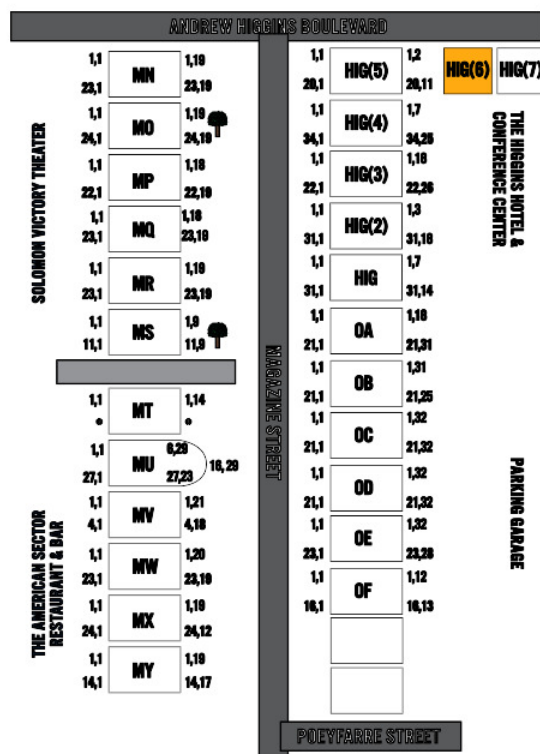 ANDREW HIGGINS BOULEVARD
SOLOMON VICTORY THEATER
1,1 MN 1,19
23,1 23,19
1,1 MO 1,19
24,1 24,19
1,1 MP 1,18
22,1 22,19
1,1 MQ 1,18
23,1 23,19
1,1 MR 1,19
23,1 23,19
1,1 MS 1,9
11,1 11,9
THE AMERICAN SECTOR
RESTAURANT & BAR
1,1 MT 1,14
1,1 MU 6,29
27,1 27,23 16,29
1,1 MV 1,21
4,1 4,18
1,1 MW 1,20
23,1 23,19
1,1 MX 1,19
24,1 24,12
1,1 MY 1,19
14,1 14,17
MAGAZINE STREET
1,1 HIG(5) 1,2
20,1 20,11
HIG(6)
HIG(7)
1,1 HIG(4) 1,7
34,1 34,25
1,1 HIG(3) 1,16
22,1 22,26
1,1 HIG(2) 1,3
31,1 31,16
1,1 HIG 1,7
31,1 31,14
1,1 OA 1,18
21,1 21,31
1,1 OB 1,31
21,1 21,25
1,1 OC 1,32
21,1 21,32
1,1 OD 1,32
21,1 21,32
1,1 OE 1,32
23,1 23,28
1,1 OF 1,12
16,1 16,13
THE HIGGINS HOTEL &
CONFERENCE CENTER
PARKING GARAGE
POEYFARRE STREET